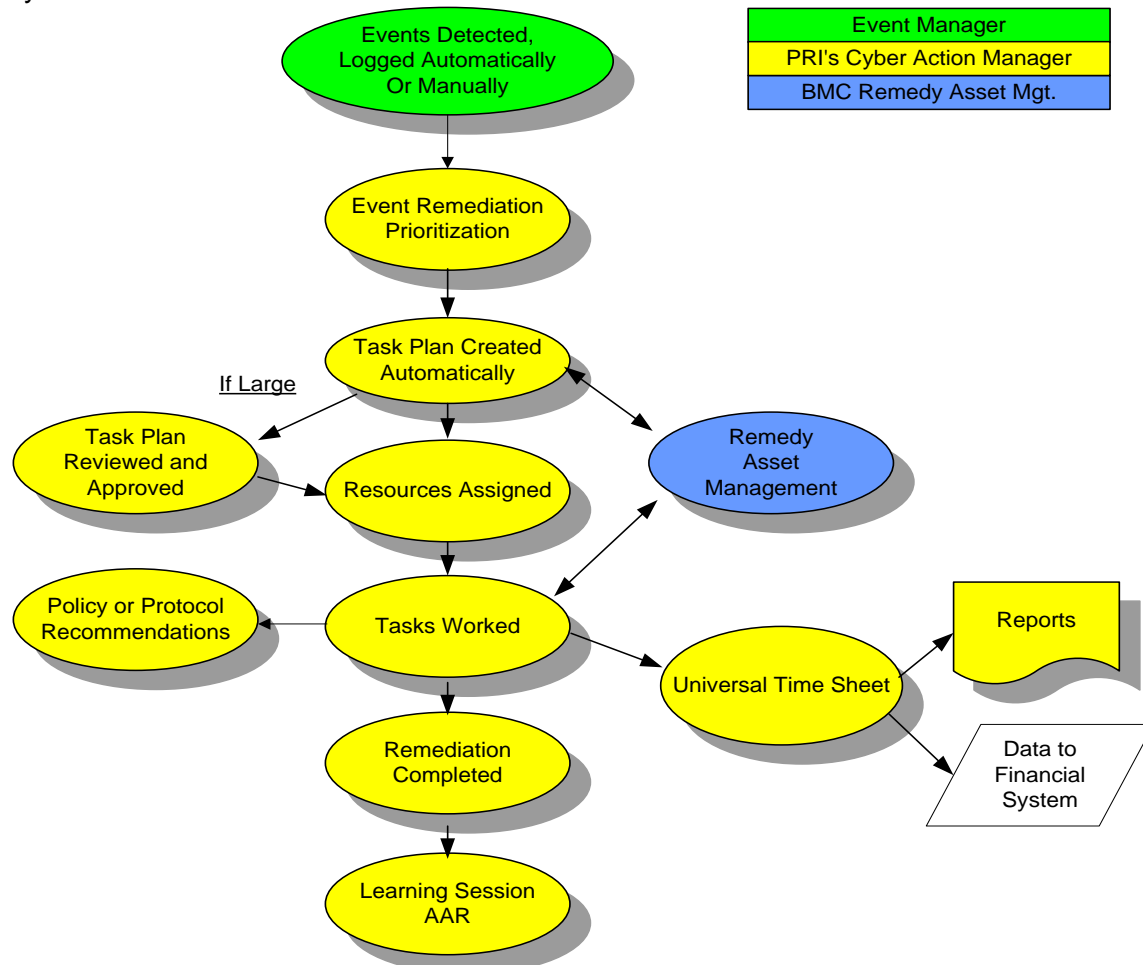 Events Detected,
Logged Automatically
Or Manually
Event Manager
PRI's Cyber Action Manager
BMC Remedy Asset Mgt.
Event Remediation
Prioritization
Task Plan Created
Automatically
If Large
Task Plan
Reviewed and
Approved
Resources Assigned
Remedy
Asset
Management
Policy or Protocol
Recommendations
Tasks Worked
Universal Time Sheet
Reports
Remediation
Completed
Data to
Financial
System
Learning Session
AAR